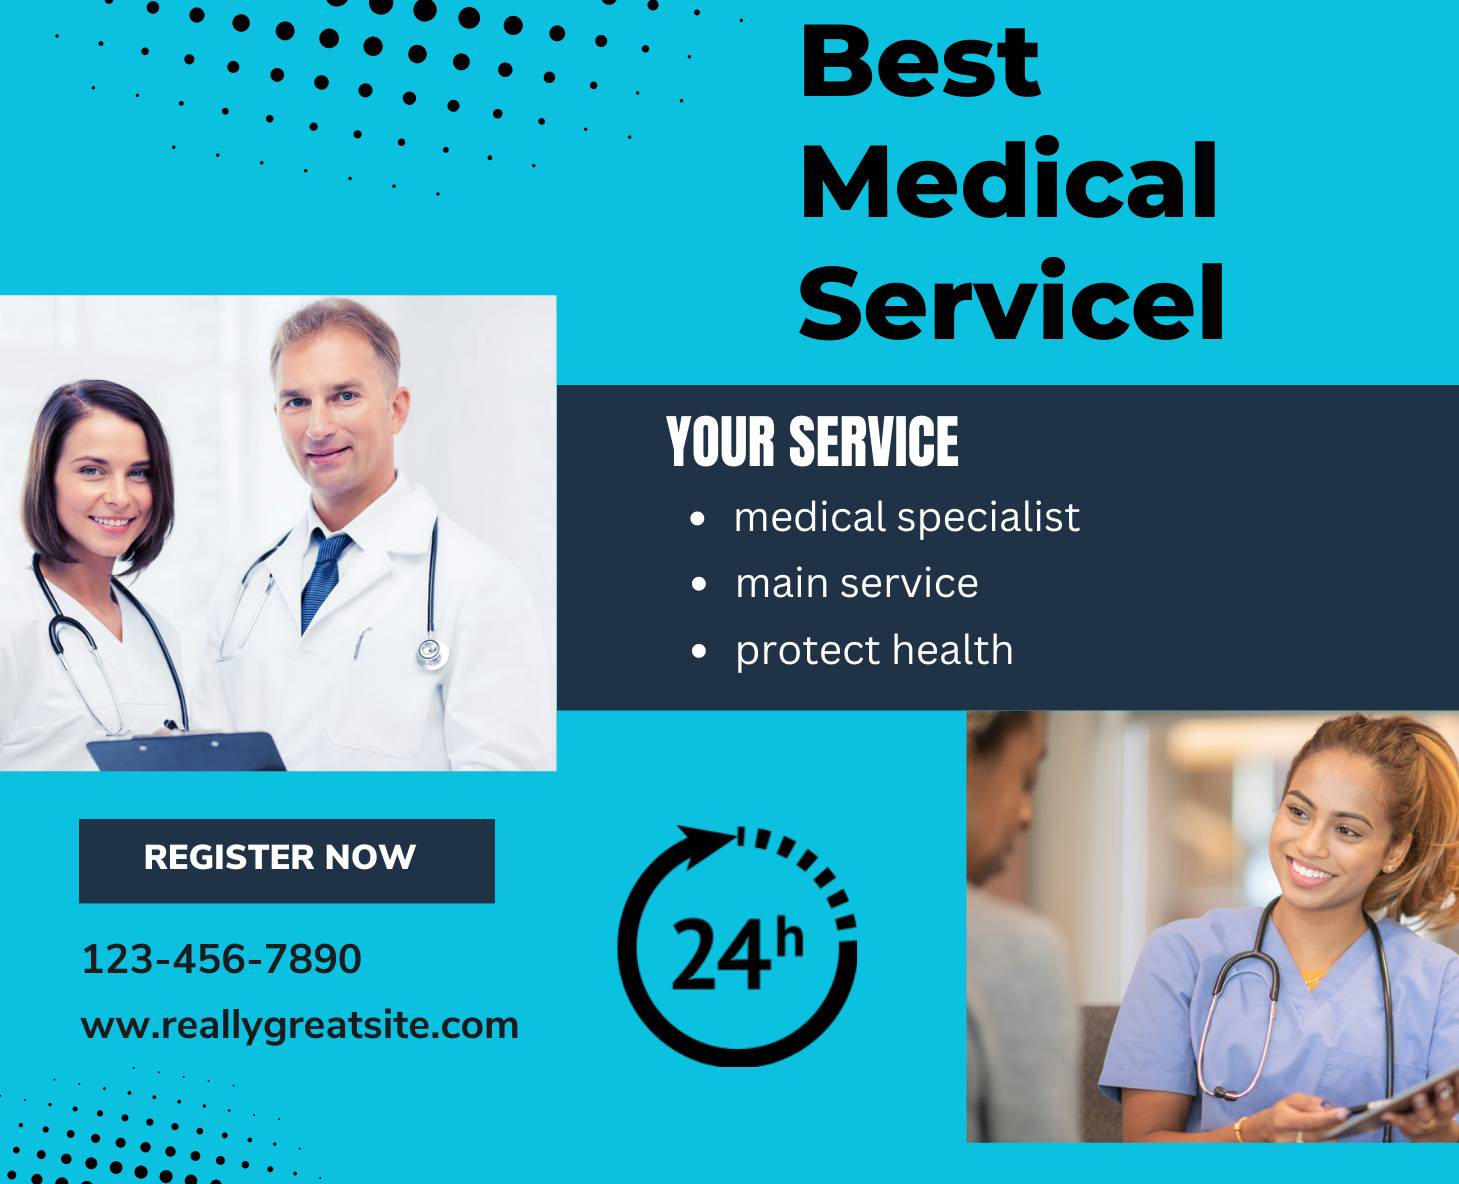 Best
Medical
Servicel
YOUR SERVICE
• medical specialist
• main service
• protect health
REGISTER NOW
123-456-7890
ww.reallygreatsite.com
24h